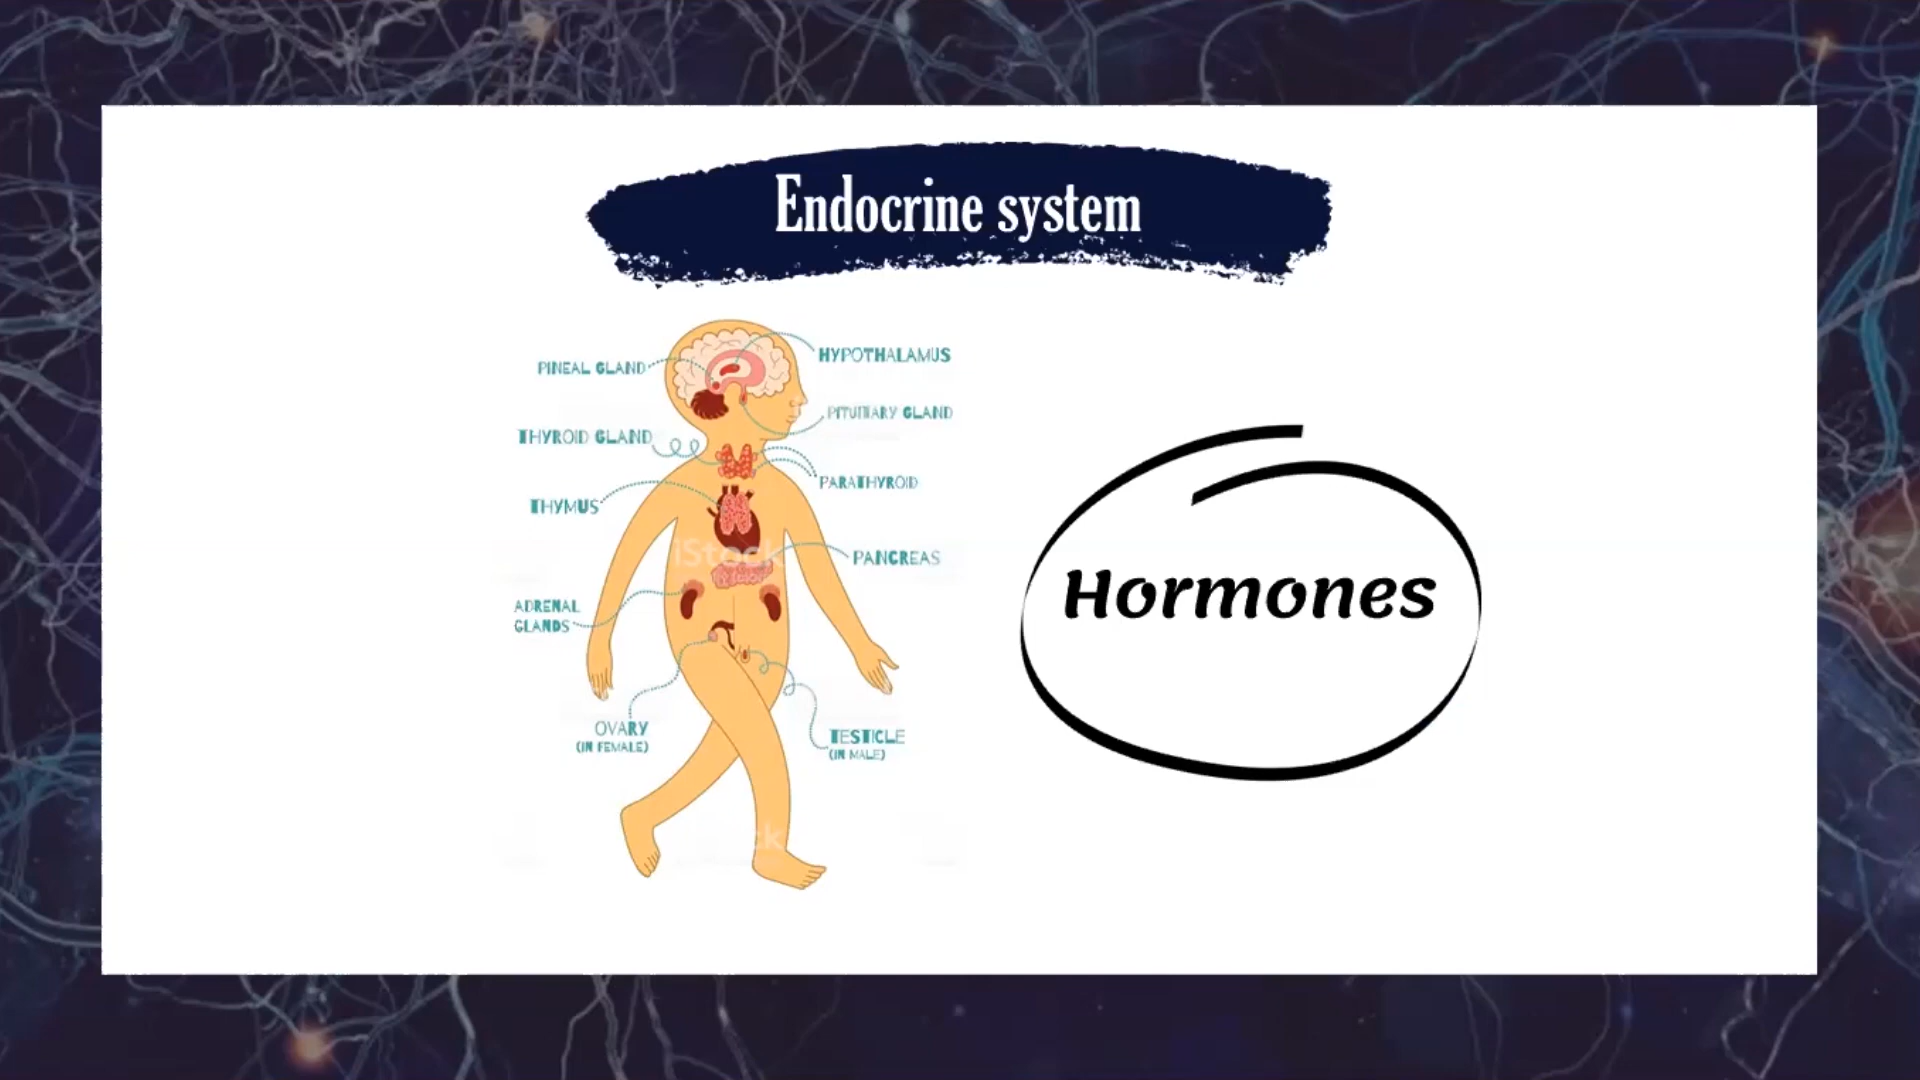 Endocrine system
PINEAL GLAND
HYPOTHALAMUS
PITUITARY GLAND
THYROID GLAND
PARATHYROID
THYMUS
iStock
PANCREAS
ADRENAL
GLANDS
Hormones
OVARY
(IN FEMALE)
TESTICLE
(IN MALE)